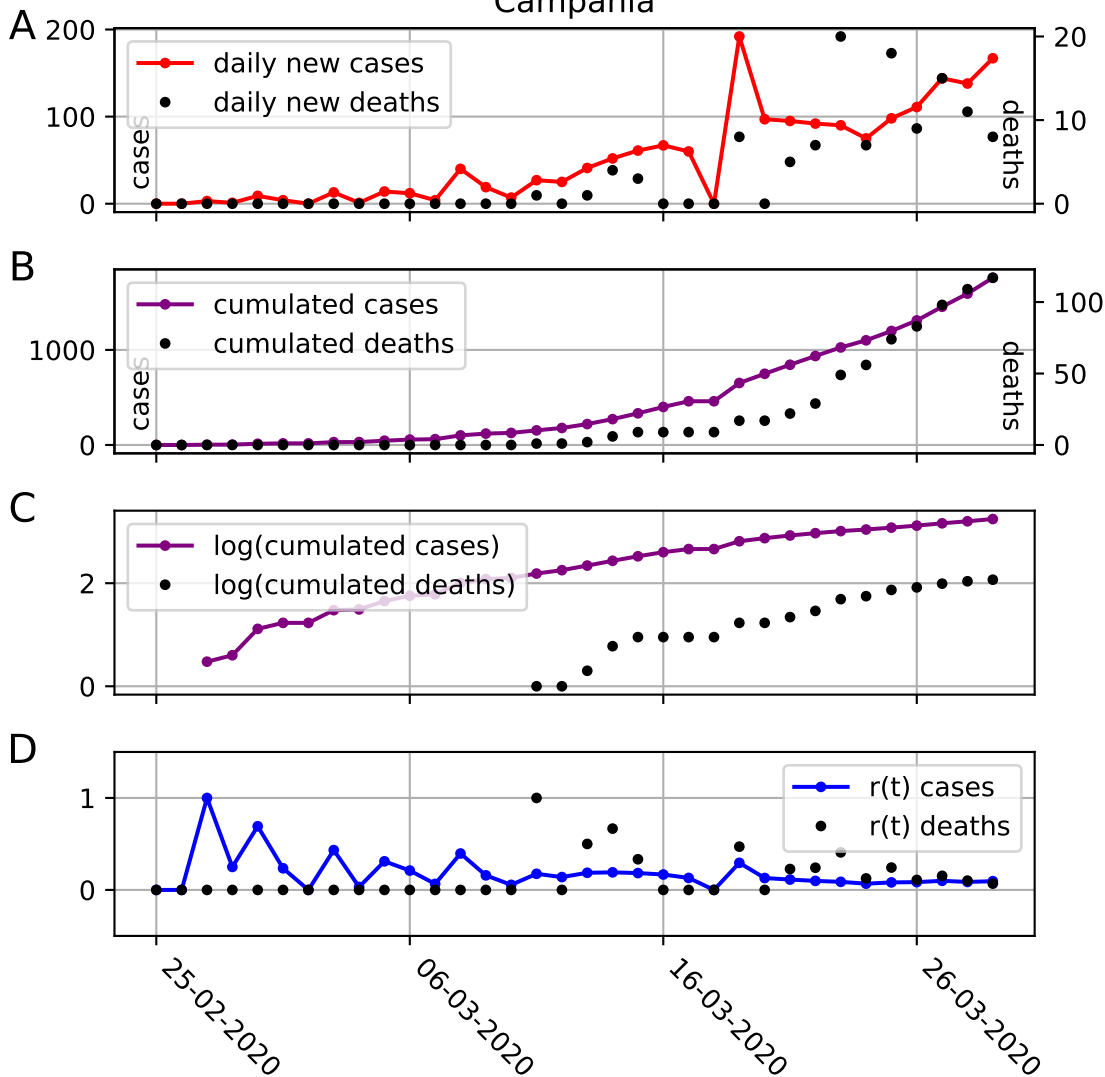 Campania
A
200
100
0
cases
daily new cases
daily new deaths
20
10
0
deaths
B
1000
0
cases
cumulated cases
cumulated deaths
100
50
0
deaths
C
2
0
log(cumulated cases)
log(cumulated deaths)
D
1
0
r(t) cases
r(t) deaths
25-02-2020
06-03-2020
16-03-2020
26-03-2020